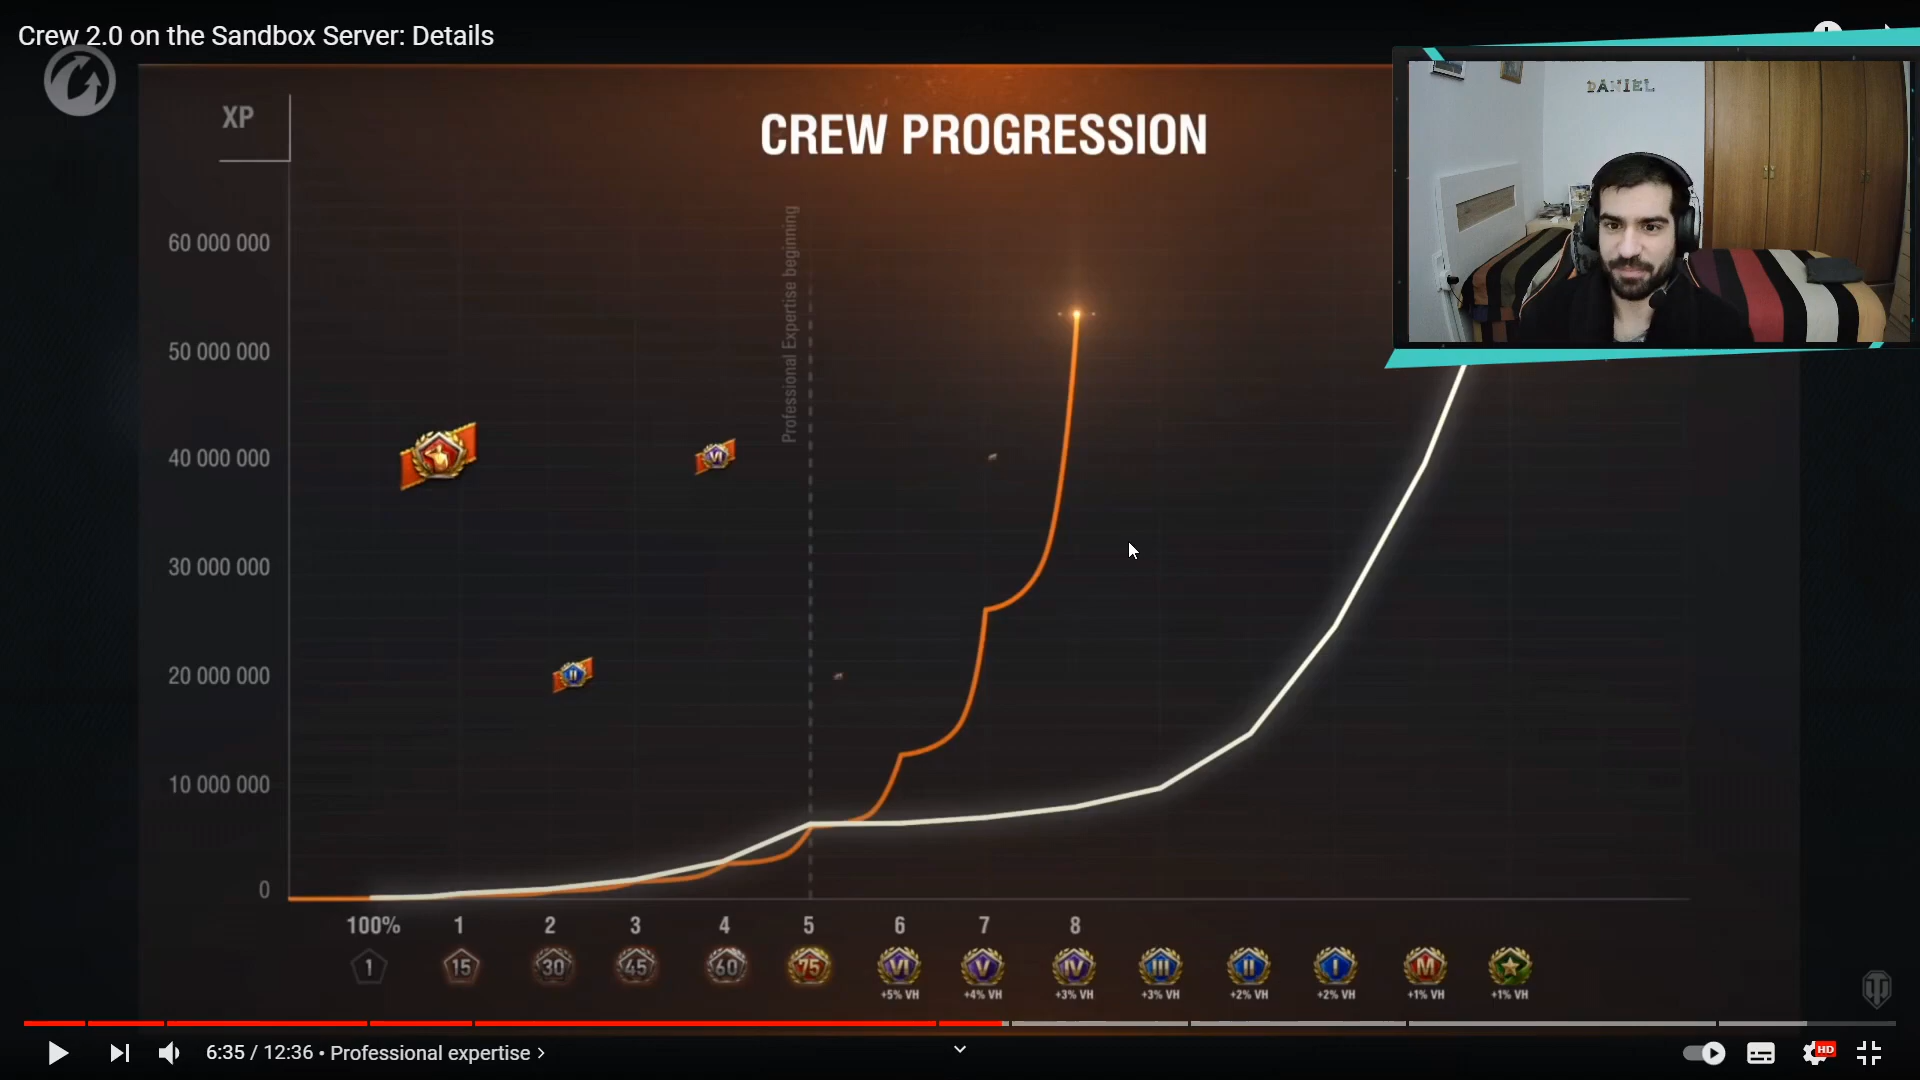 Crew 2.0 on the Sandbox Server: Details
XP
CREW PROGRESSION
DANIEL
60 000 000
50 000 000
40 000 000
30 000 000
20 000 000
10 000 000
0
Professional Expertise beginning
VI
II
100% 1 2 3 4 5 6 7 8
1 15 30 45 60 75 VI V IV III II I M
+5% VH +4% VH +3% VH +3% VH +2% VH +2% VH +1% VH +1% VH
6:35 / 12:36 • Professional expertise >
HD